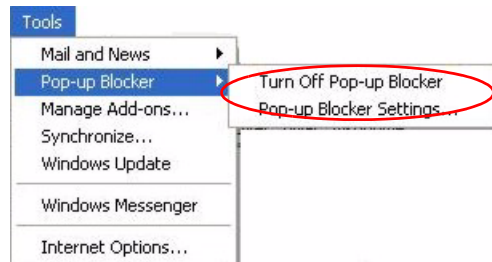 Tools
Mail and News
Pop-up Blocker
Turn Off Pop-up Blocker
Manage Add-ons...
Pop-up Blocker Settings...
Synchronize...
Windows Update
Windows Messenger
Internet Options...